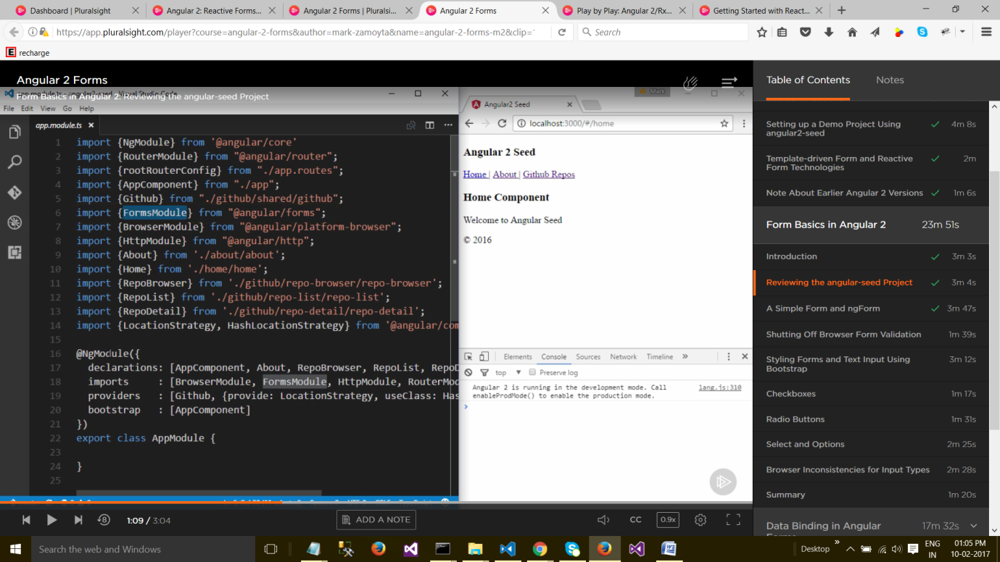 Dashboard | Pluralsight
Angular 2: Reactive Forms...
Angular 2 Forms | Pluralsi...
Angular 2 Forms
Play by Play: Angular 2/Rx...
Getting Started with React...
https://app.pluralsight.com/player?course=angular-2-forms&author=mark-zamoyta&name=angular-2-forms-m2&clip=
Search
E recharge
Angular 2 Forms
Form Basics in Angular 2: Reviewing the angular-seed Project
File Edit View Go Help
app.module.ts
1 import {NgModule} from '@angular/core'
2 import {RouterModule} from "@angular/router";
3 import {rootRouterConfig} from "./app.routes";
4 import {AppComponent} from "./app";
5 import {Github} from "./github/shared/github";
6 import {FormsModule} from "@angular/forms";
7 import {BrowserModule} from "@angular/platform-browser";
8 import {HttpModule} from "@angular/http";
9 import {About} from './about/about';
10 import {Home} from './home/home';
11 import {RepoBrowser} from './github/repo-browser/repo-browser';
12 import {RepoList} from './github/repo-list/repo-list';
13 import {RepoDetail} from './github/repo-detail/repo-detail';
14 import {LocationStrategy, HashLocationStrategy} from '@angular/com
15
16 @NgModule({
17 declarations: [AppComponent, About, RepoBrowser, RepoList, RepoD
18 imports : [BrowserModule, FormsModule, HttpModule, RouterMod
19 providers : [Github, {provide: LocationStrategy, useClass: Has
20 bootstrap : [AppComponent]
21 })
22 export class AppModule {
23
24 }
25
Mark
Angular2 Seed
localhost:3000/#/home
Angular 2 Seed
Home | About | Github Repos
Home Component
Welcome to Angular Seed
© 2016
Elements Console Sources Network Timeline »
top ▼ Preserve log
Angular 2 is running in the development mode. Call lang.js:310
enableProdMode() to enable the production mode.
>
1:09 / 3:04
8
ADD A NOTE
CC
0.9x
Table of Contents
Notes
Setting up a Demo Project Using 4m 8s
angular2-seed
Template-driven Form and Reactive 2m
Form Technologies
Note About Earlier Angular 2 Versions 1m 6s
Form Basics in Angular 2 23m 51s
Introduction 3m 3s
Reviewing the angular-seed Project 3m 4s
A Simple Form and ngForm 3m 47s
Shutting Off Browser Form Validation 1m 39s
Styling Forms and Text Input Using 3m 12s
Bootstrap
Checkboxes 1m 17s
Radio Buttons 1m 31s
Select and Options 2m 25s
Browser Inconsistencies for Input Types 2m 28s
Summary 1m 20s
Data Binding in Angular 17m 32s
Search the web and Windows
Desktop
ENG
IN
01:05 PM
10-02-2017